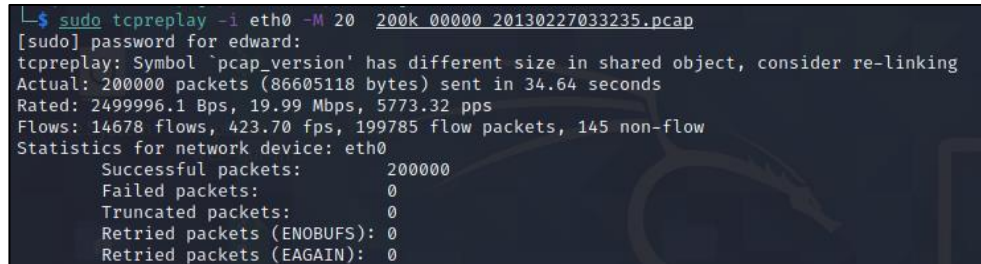 └─$ sudo tcpreplay -i eth0 -M 20 200k_00000_20130227033235.pcap
[sudo] password for edward:
tcpreplay: Symbol `pcap_version' has different size in shared object, consider re-linking
Actual: 200000 packets (86605118 bytes) sent in 34.64 seconds
Rated: 2499996.1 Bps, 19.99 Mbps, 5773.32 pps
Flows: 14678 flows, 423.70 fps, 199785 flow packets, 145 non-flow
Statistics for network device: eth0
Successful packets: 200000
Failed packets: 0
Truncated packets: 0
Retried packets (ENOBUFS): 0
Retried packets (EAGAIN): 0